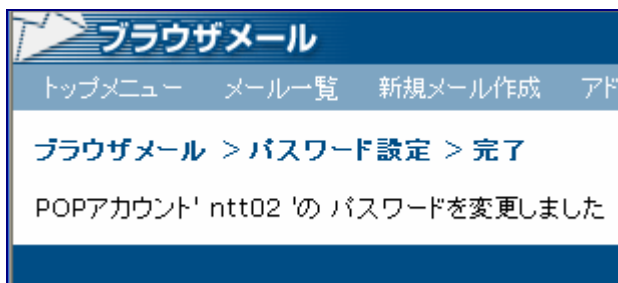 ブラウザメール
トップメニュー メール一覧 新規メール作成 アド
ブラウザメール ＞パスワード設定 ＞完了
POPアカウント' ntt02 'の パスワードを変更しました